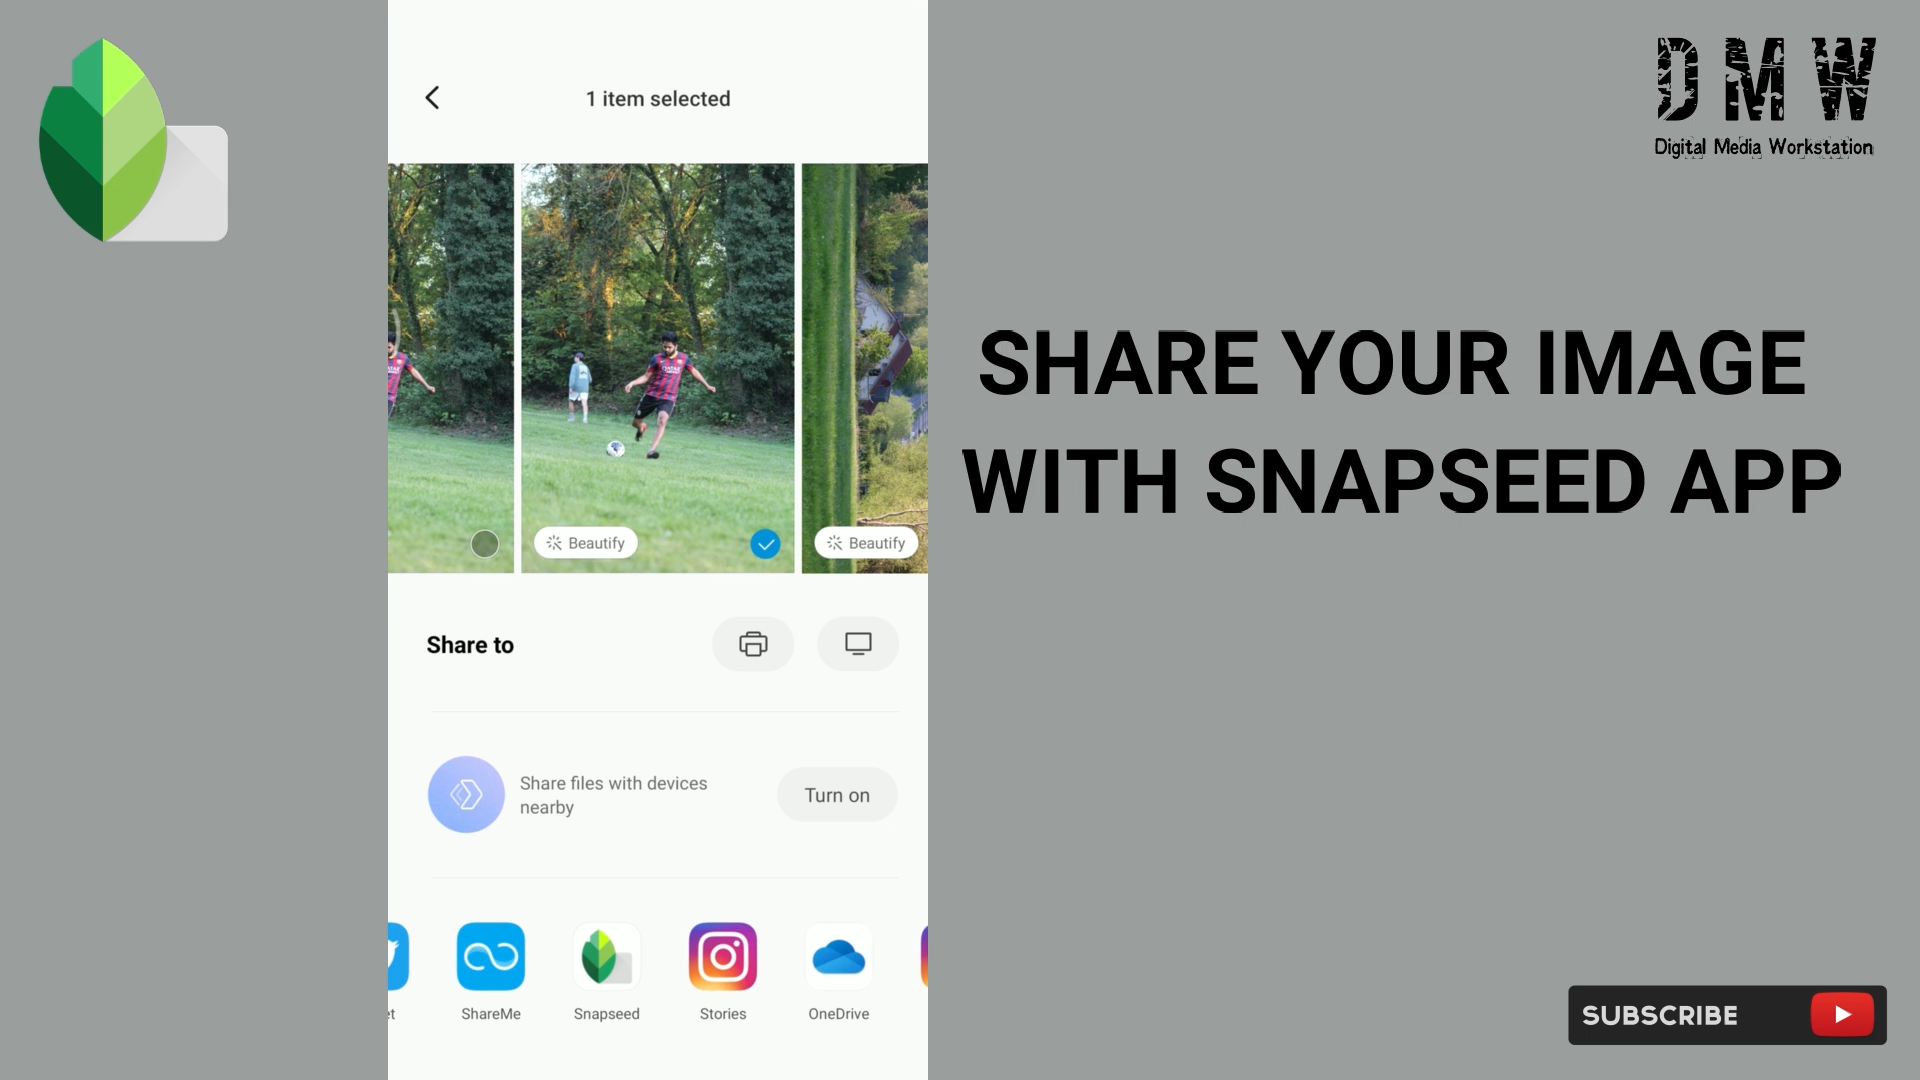 1 item selected
DMW
Digital Media Workstation
SHARE YOUR IMAGE
WITH SNAPSEED APP
Beautify
Beautify
Share to
Share files with devices
nearby
Turn on
ShareMe
Snapseed
Stories
OneDrive
SUBSCRIBE